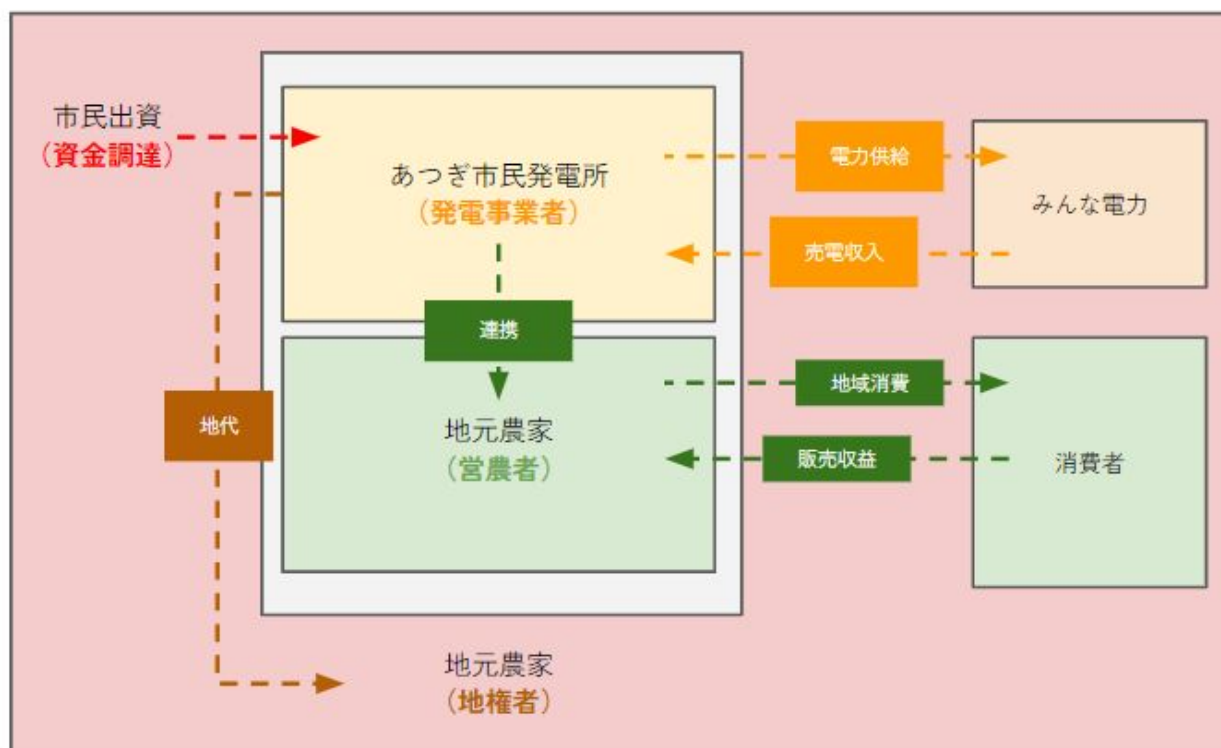 市民出資
（資金調達）
あつぎ市民発電所
（発電事業者）
電力供給
売電収入
みんな電力
連携
地代
地元農家
（営農者）
地域消費
販売収益
消費者
地元農家
（地権者）